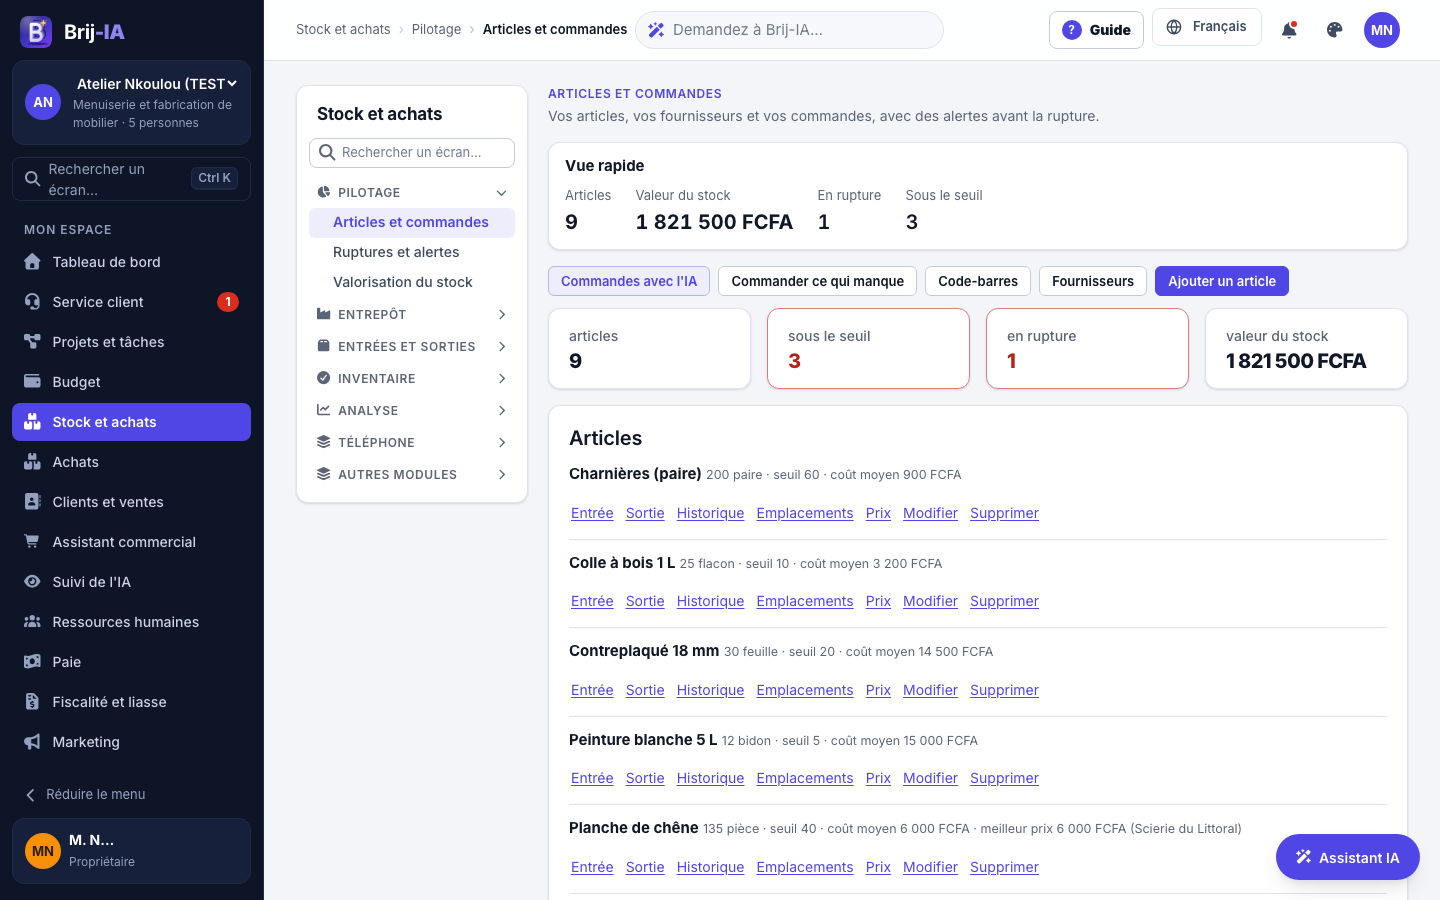 Brij-IA
AN
Atelier Nkoulou (TEST
Menuiserie et fabrication de
mobilier · 5 personnes
Rechercher un
écran...
Ctrl K
MON ESPACE
Tableau de bord
Service client
1
Projets et tâches
Budget
Stock et achats
Achats
Clients et ventes
Assistant commercial
Suivi de l'IA
Ressources humaines
Paie
Fiscalité et liasse
Marketing
Réduire le menu
MN
M. N...
Propriétaire
Stock et achats › Pilotage › Articles et commandes
Demandez à Brij-IA...
? Guide
Français
MN
Stock et achats
Rechercher un écran...
PILOTAGE
Articles et commandes
Ruptures et alertes
Valorisation du stock
ENTREPÔT
ENTRÉES ET SORTIES
INVENTAIRE
ANALYSE
TÉLÉPHONE
AUTRES MODULES
ARTICLES ET COMMANDES
Vos articles, vos fournisseurs et vos commandes, avec des alertes avant la rupture.
Vue rapide
Articles Valeur du stock En rupture Sous le seuil
9 1 821 500 FCFA 1 3
Commandes avec l'IA Commander ce qui manque Code-barres Fournisseurs Ajouter un article
articles sous le seuil en rupture valeur du stock
9 3 1 1 821 500 FCFA
Articles
Charnières (paire) 200 paire · seuil 60 · coût moyen 900 FCFA
Entrée Sortie Historique Emplacements Prix Modifier Supprimer
Colle à bois 1 L 25 flacon · seuil 10 · coût moyen 3 200 FCFA
Entrée Sortie Historique Emplacements Prix Modifier Supprimer
Contreplaqué 18 mm 30 feuille · seuil 20 · coût moyen 14 500 FCFA
Entrée Sortie Historique Emplacements Prix Modifier Supprimer
Peinture blanche 5 L 12 bidon · seuil 5 · coût moyen 15 000 FCFA
Entrée Sortie Historique Emplacements Prix Modifier Supprimer
Planche de chêne 135 pièce · seuil 40 · coût moyen 6 000 FCFA · meilleur prix 6 000 FCFA (Scierie du Littoral)
Entrée Sortie Historique Emplacements Prix Modifier Supprimer
Assistant IA